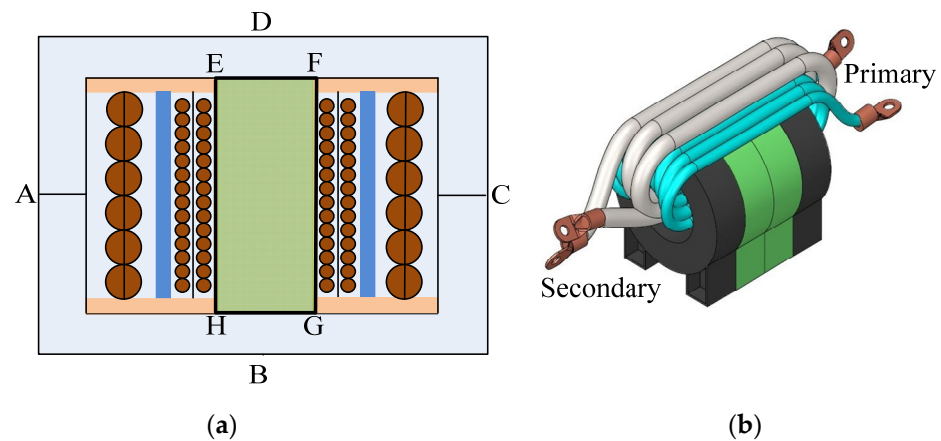 D
E F
Primary
A C
Secondary
H G
B
(a) (b)